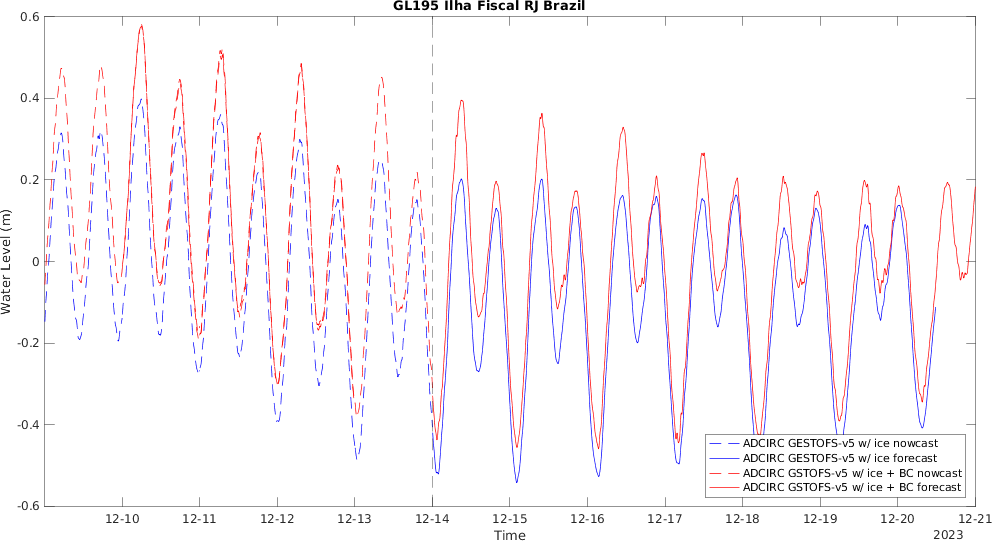 GL195 Ilha Fiscal RJ Brazil
0.6
0.4
0.2
0
-0.2
-0.4
-0.6
Water Level (m)
ADCIRC GESTOFS-v5 w/ ice nowcast
ADCIRC GESTOFS-v5 w/ ice forecast
ADCIRC GSTOFS-v5 w/ ice + BC nowcast
ADCIRC GSTOFS-v5 w/ ice + BC forecast
12-10 12-11 12-12 12-13 12-14 12-15 12-16 12-17 12-18 12-19 12-20 12-21
Time
2023